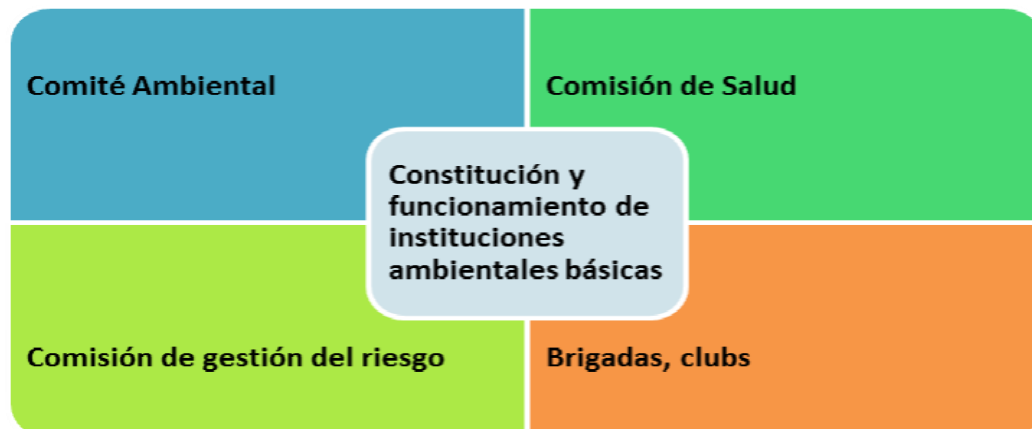 Comité Ambiental
Comisión de Salud
Constitución y
funcionamiento de
instituciones
ambientales básicas
Comisión de gestión del riesgo
Brigadas, clubs